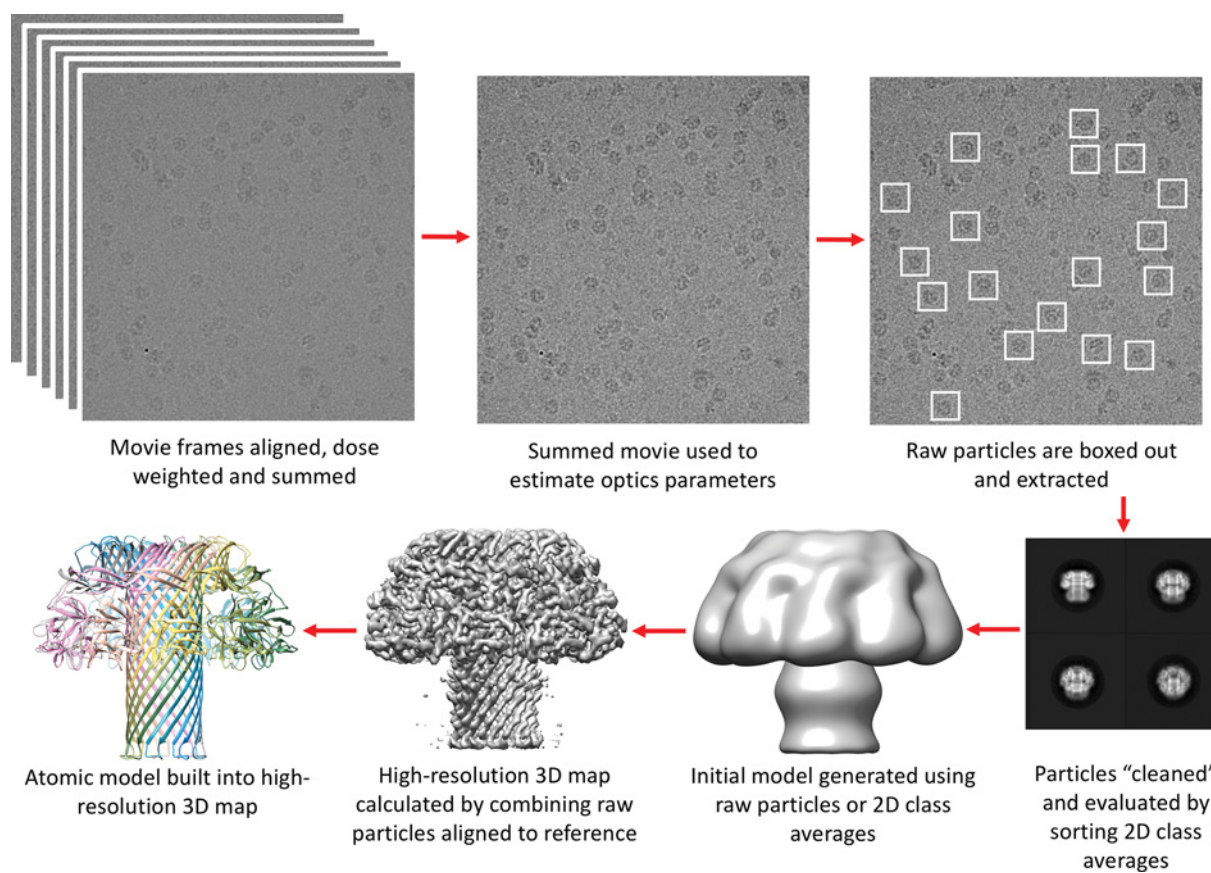 Movie frames aligned, dose
weighted and summed
Summed movie used to
estimate optics parameters
Raw particles are boxed out
and extracted
Particles “cleaned”
and evaluated by
sorting 2D class
averages
Initial model generated using
raw particles or 2D class
averages
High-resolution 3D map
calculated by combining raw
particles aligned to reference
Atomic model built into high-
resolution 3D map